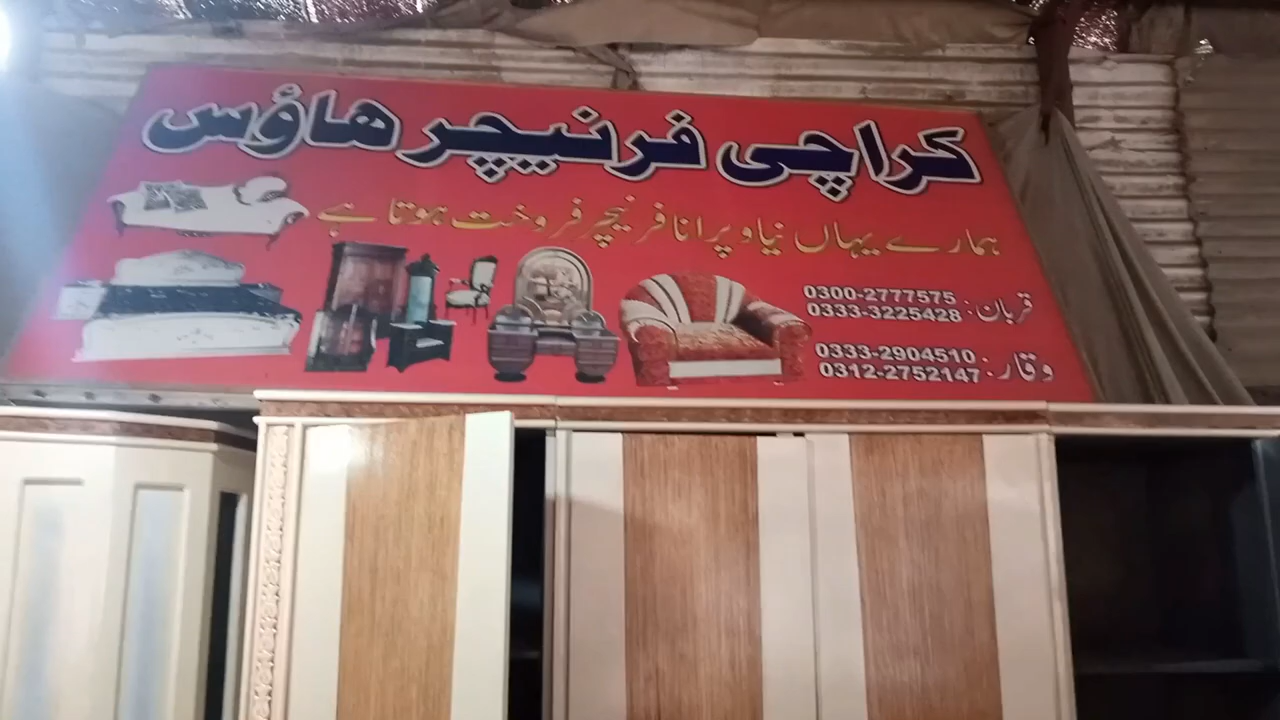 کراچی فرنیچر ھاؤس
ہمارے یہاں نیا و پرانا فرنیچر فروخت ہوتا ہے
قربان: 0300-2777575
0333-3225428
وقار: 0333-2904510
0312-2752147